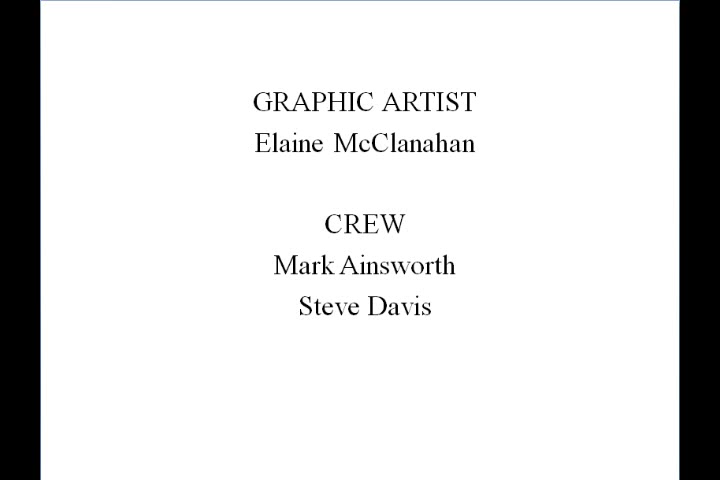 GRAPHIC ARTIST
Elaine McClanahan
CREW
Mark Ainsworth
Steve Davis